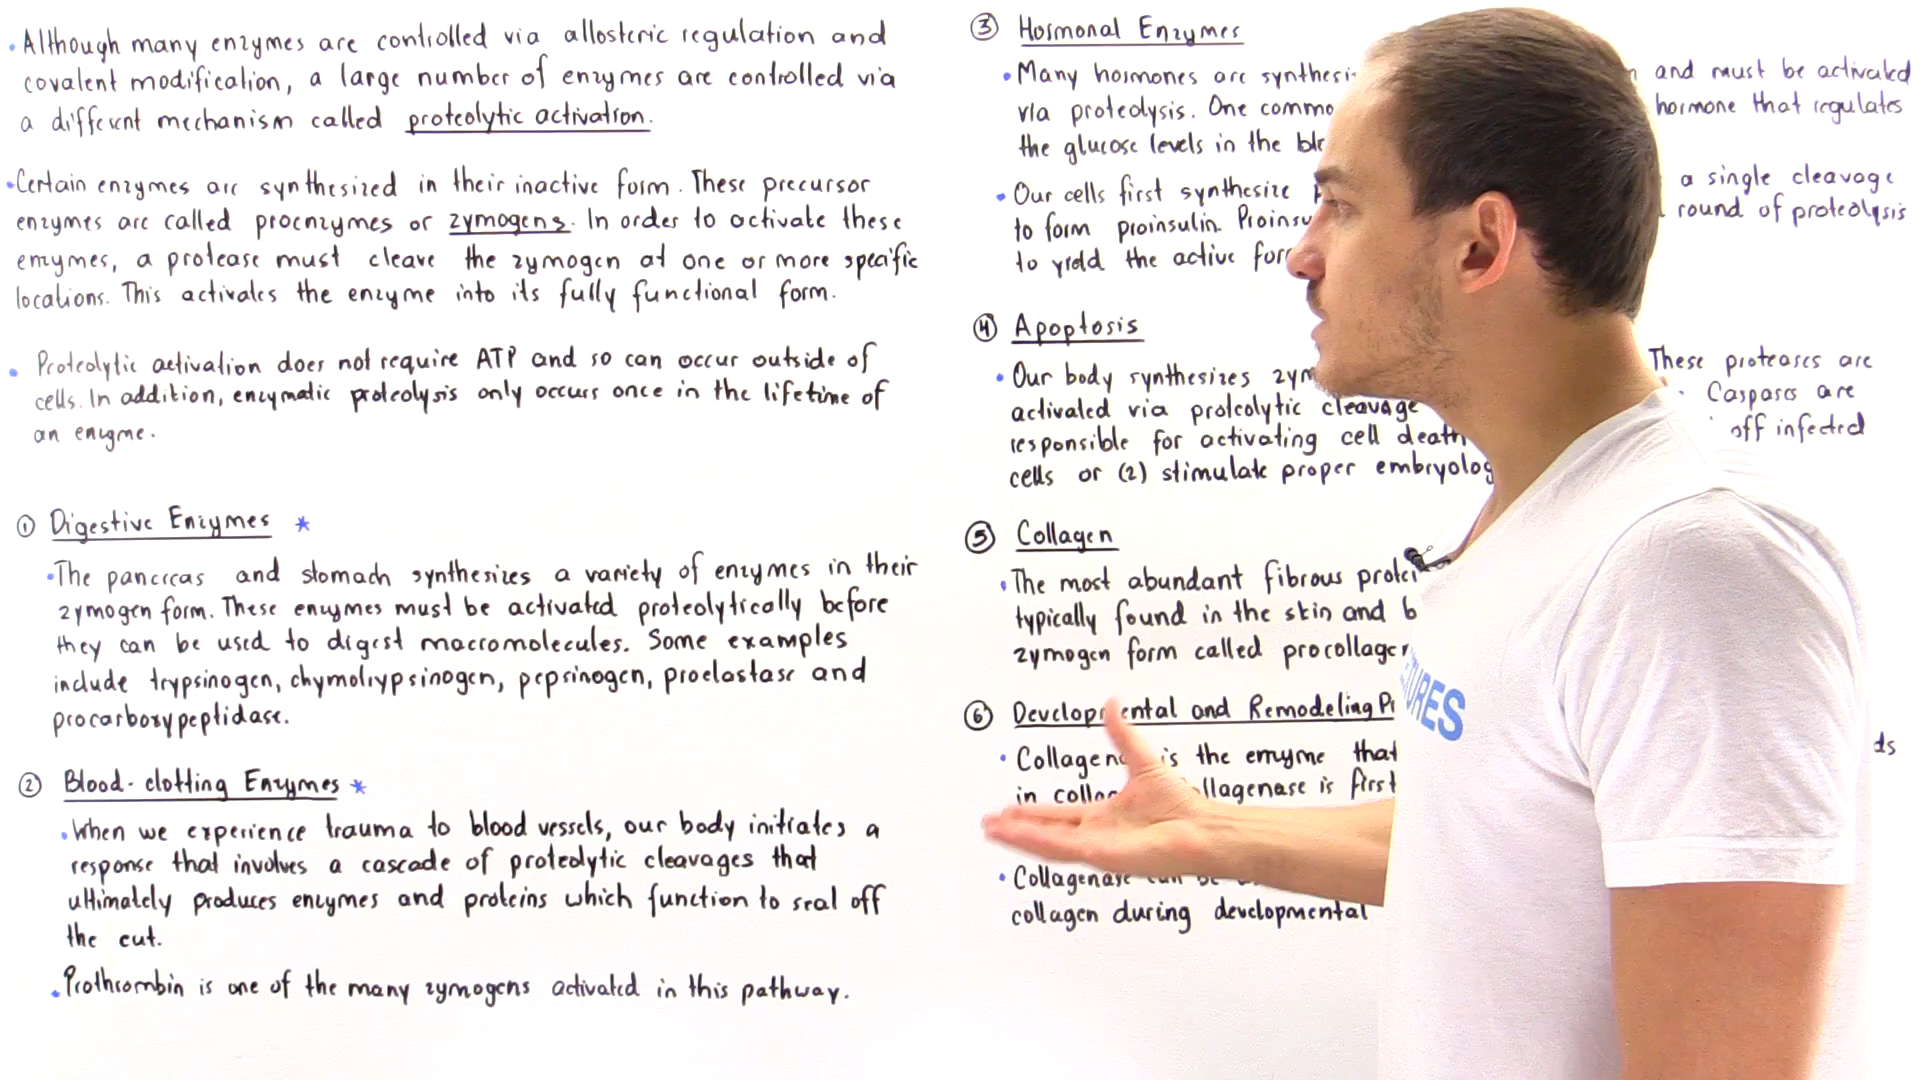 • Although many enzymes are controlled via allosteric regulation and
covalent modification, a large number of enzymes are controlled via
a different mechanism called proteolytic activation.
• Certain enzymes are synthesized in their inactive form. These precursor
enzymes are called proenzymes or zymogens. In order to activate these
enzymes, a protease must cleave the zymogen at one or more specific
locations. This activates the enzyme into its fully functional form.
• Proteolytic activation does not require ATP and so can occur outside of
cells. In addition, enzymatic proteolysis only occurs once in the lifetime of
an enzyme.
① Digestive Enzymes *
• The pancreas and stomach synthesizes a variety of enzymes in their
zymogen form. These enzymes must be activated proteolytically before
they can be used to digest macromolecules. Some examples
include trypsinogen, chymotrypsinogen, pepsinogen, proelastase and
procarboxypeptidase.
② Blood-clotting Enzymes *
• When we experience trauma to blood vessels, our body initiates a
response that involves a cascade of proteolytic cleavages that
ultimately produces enzymes and proteins which function to seal off
the cut.
• Prothrombin is one of the many zymogens activated in this pathway.
③ Hormonal Enzymes
• Many hormones are and must be activated
via proteolysis. One hormone that regulates
the glucose levels in the
• Our cells first synthesize a single cleavage
to form proinsulin. round of proteolysis
to yield the active
④ Apoptosis
• Our body synthesizes These proteases are
activated via proteolytic cleavage Caspases are
responsible for activating cell death off infected
cells or (2) stimulate proper
⑤ Collagen
• The most abundant fibrous
typically found in the skin and
zymogen form called
⑥ Developmental and Remodeling
• is the enzyme that
in is first
• Collagenase can be
collagen during developmental
URES